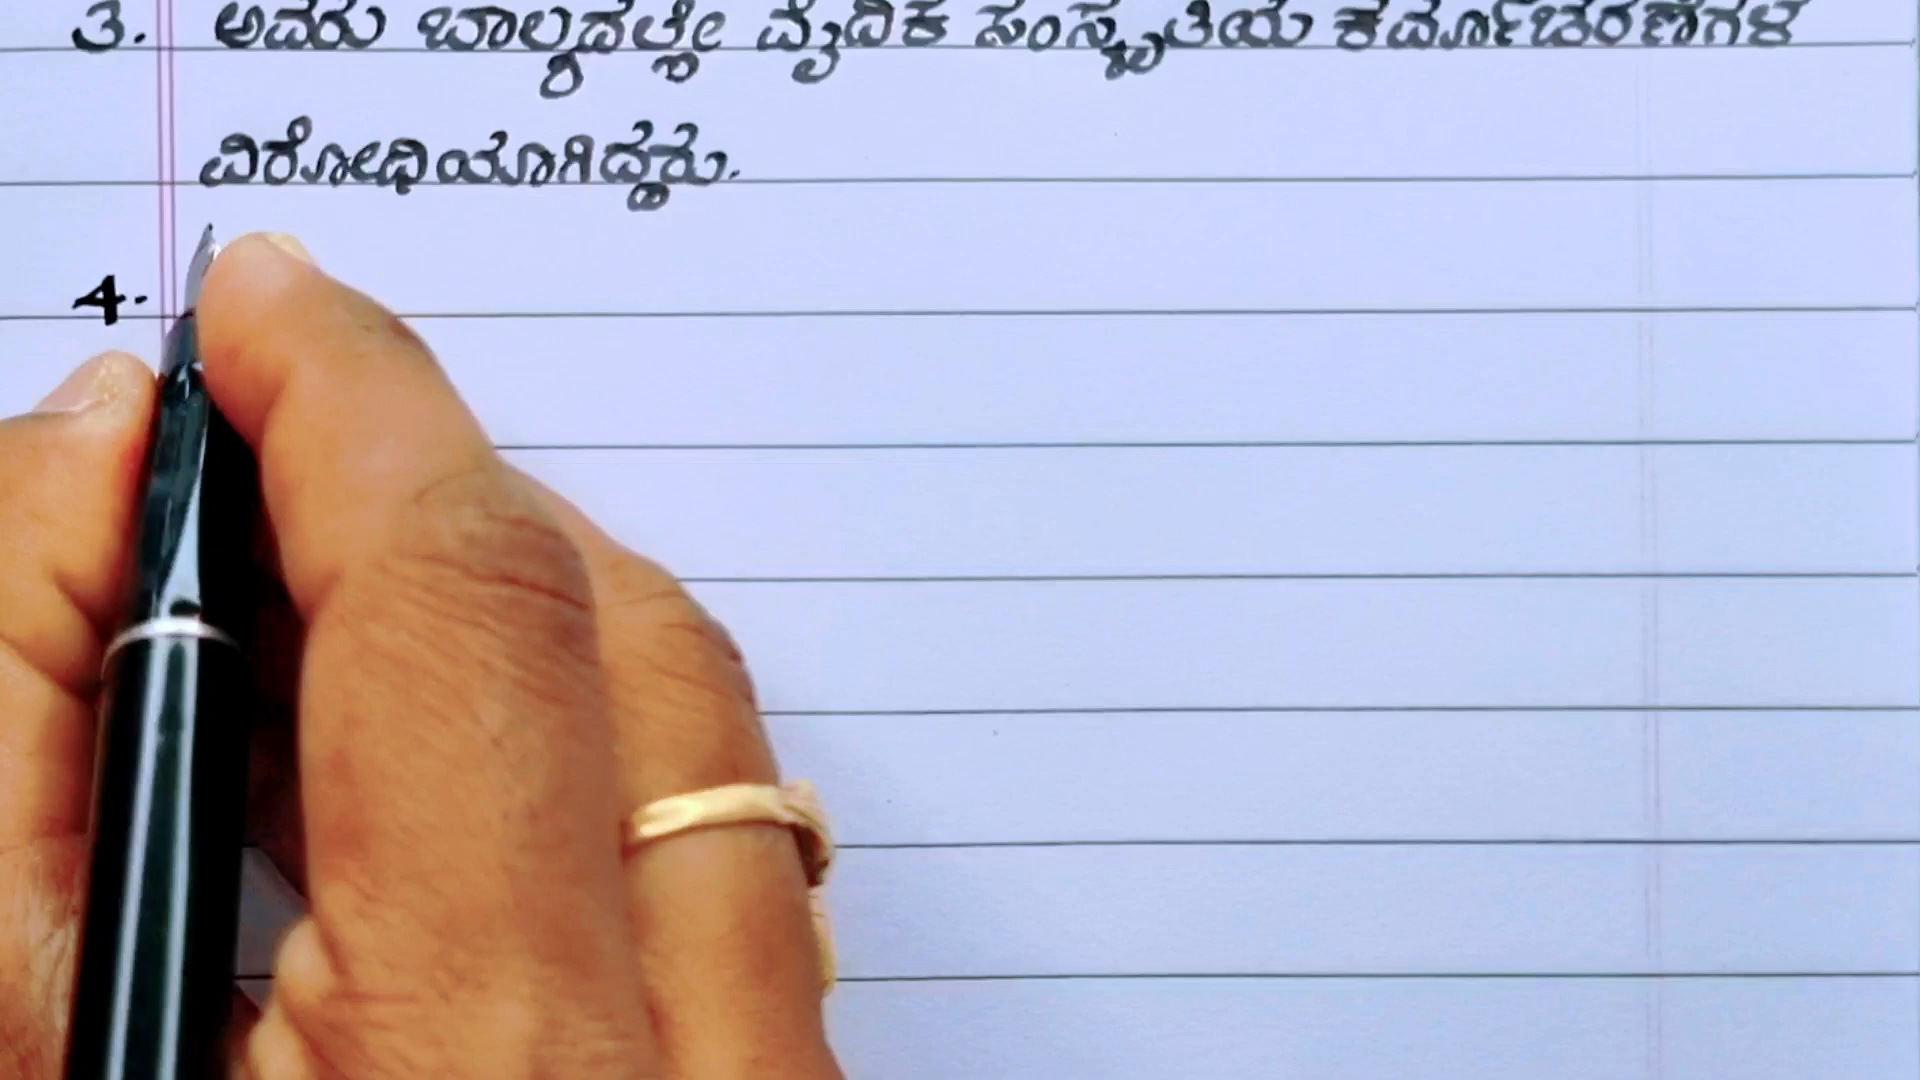 3. ಅವರು ಬಾಲ್ಯದಲ್ಲೇ ವೈದಿಕ ಸಂಸ್ಕೃತಿಯ ಕರ್ಮಾಚರಣೆಗಳ
ವಿರೋಧಿಯಾಗಿದ್ದರು.
4.